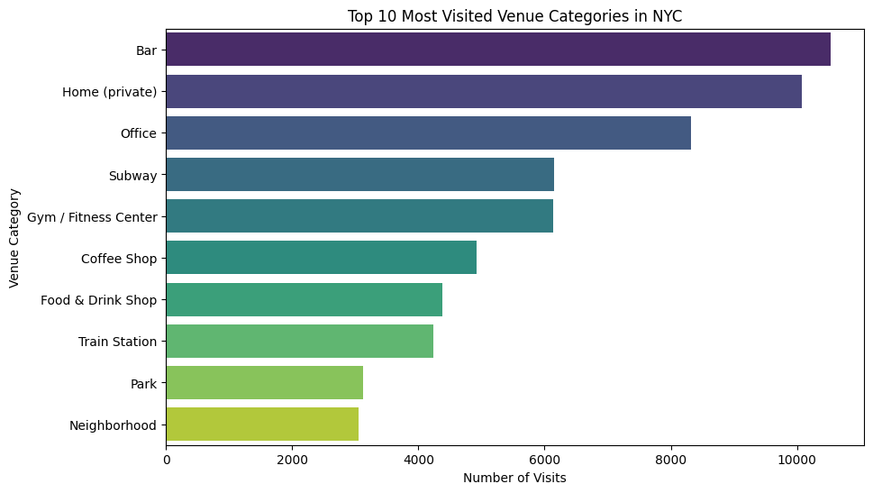 Top 10 Most Visited Venue Categories in NYC
Venue Category
Bar
Home (private)
Office
Subway
Gym / Fitness Center
Coffee Shop
Food & Drink Shop
Train Station
Park
Neighborhood
0 2000 4000 6000 8000 10000
Number of Visits